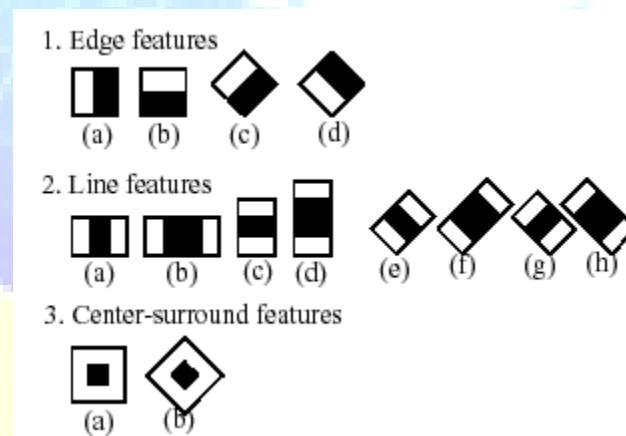 1. Edge features
(a) (b) (c) (d)
2. Line features
(a) (b) (c) (d) (e) (f) (g) (h)
3. Center-surround features
(a) (b)